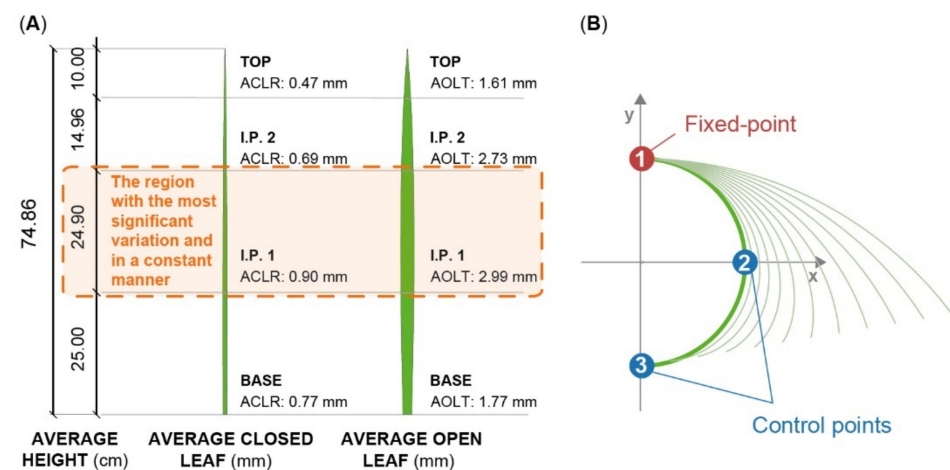 (A)
74.86
10.00
14.96
24.90
25.00
TOP
ACLR: 0.47 mm
I.P. 2
ACLR: 0.69 mm
I.P. 1
ACLR: 0.90 mm
BASE
ACLR: 0.77 mm
TOP
AOLT: 1.61 mm
I.P. 2
AOLT: 2.73 mm
I.P. 1
AOLT: 2.99 mm
BASE
AOLT: 1.77 mm
The region
with the most
significant
variation and
in a constant
manner
AVERAGE
HEIGHT (cm)
AVERAGE CLOSED
LEAF (mm)
AVERAGE OPEN
LEAF (mm)
(B)
y
Fixed-point
1
2
x
3
Control points